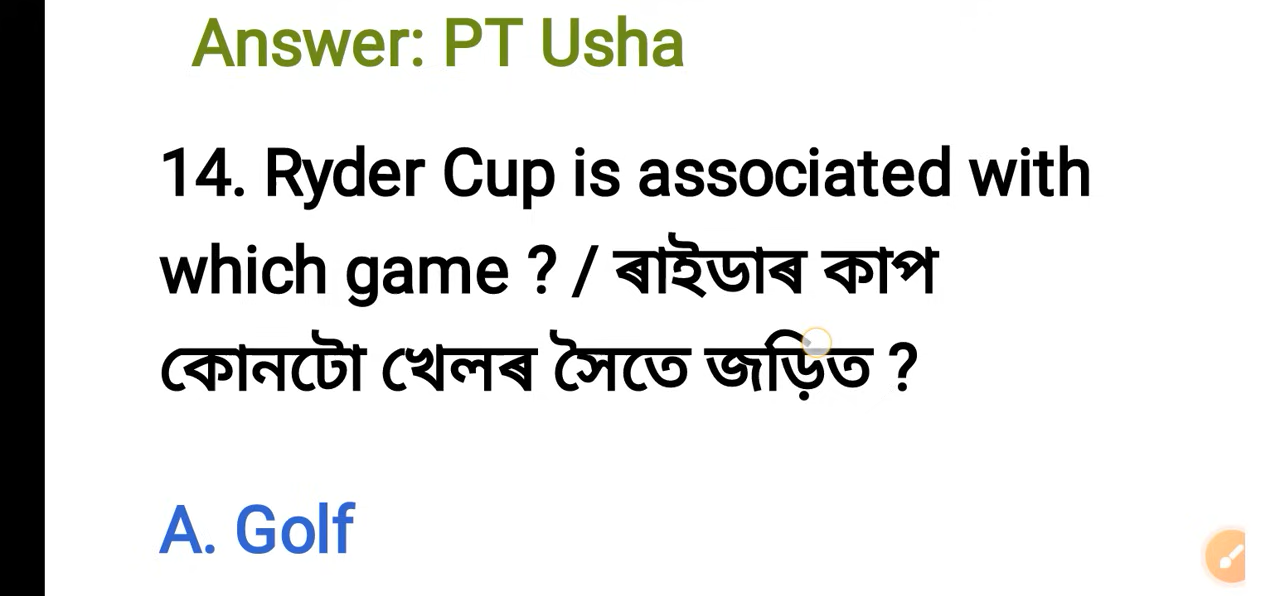 Answer: PT Usha
14. Ryder Cup is associated with
which game ? / ৰাইডাৰ কাপ
কোনটো খেলৰ সৈতে জড়িত ?
A. Golf